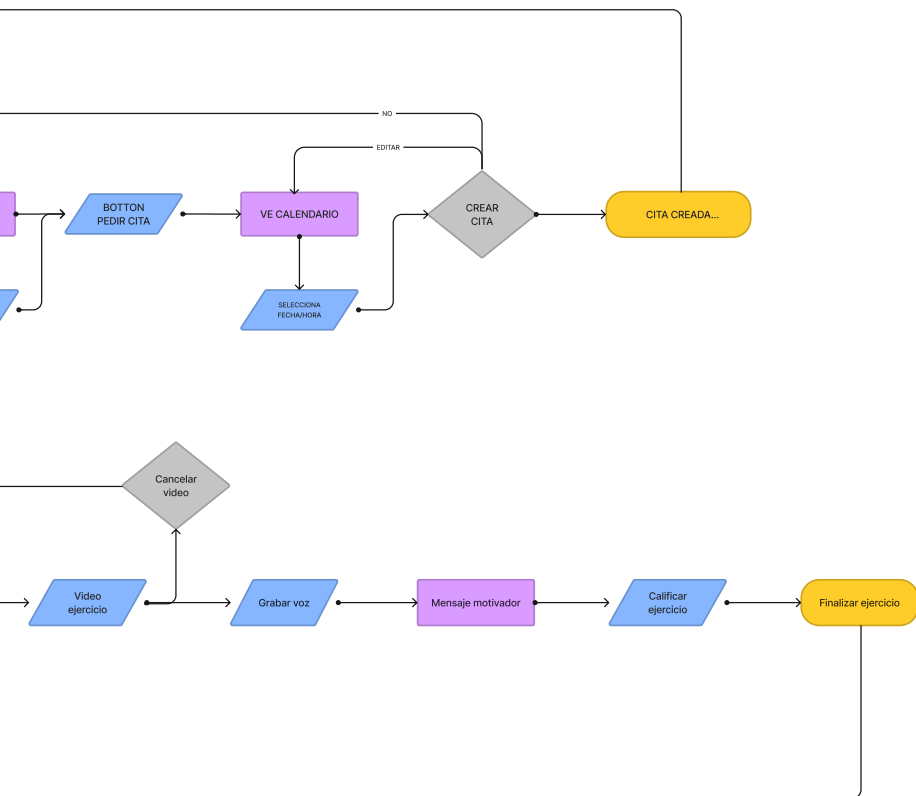 NO
EDITAR
BOTTON
PEDIR CITA
VE CALENDARIO
CREAR
CITA
CITA CREADA...
SELECCIONA
FECHA/HORA
Cancelar
video
Video
ejercicio
Grabar voz
Mensaje motivador
Calificar
ejercicio
Finalizar ejercicio